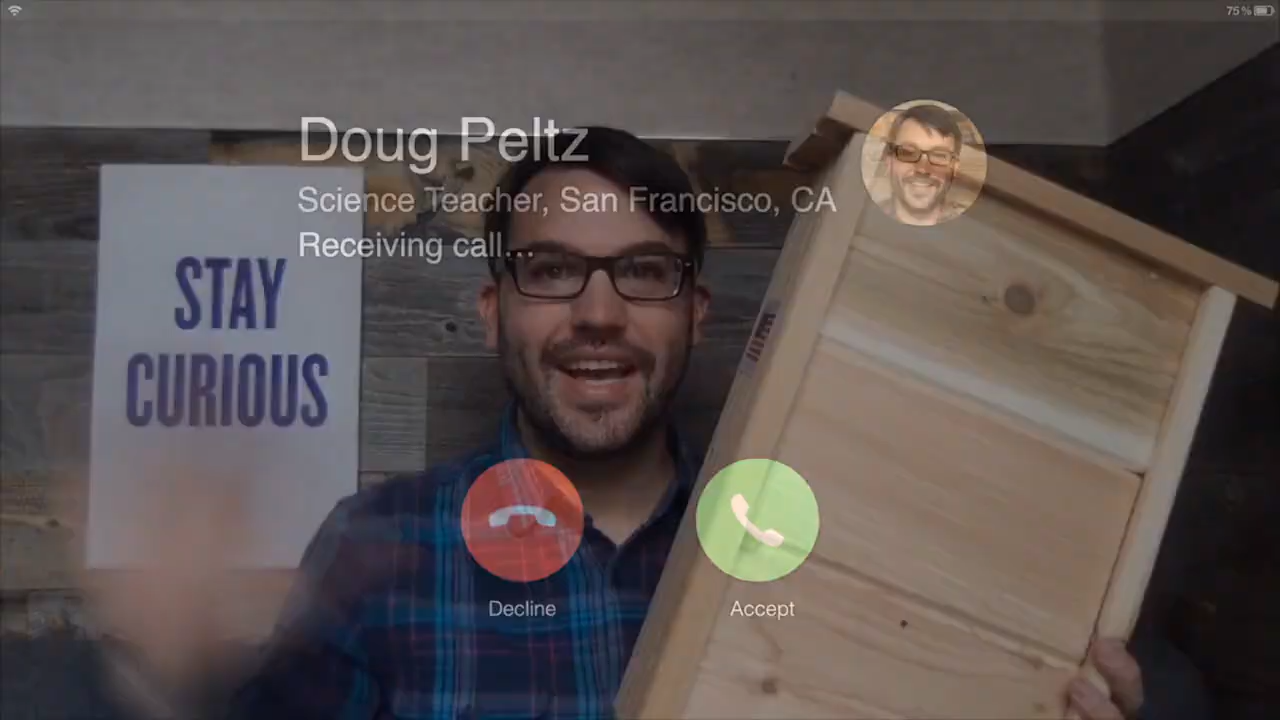 75%
Doug Peltz
Science Teacher, San Francisco, CA
Receiving call...
STAY
CURIOUS
Decline
Accept